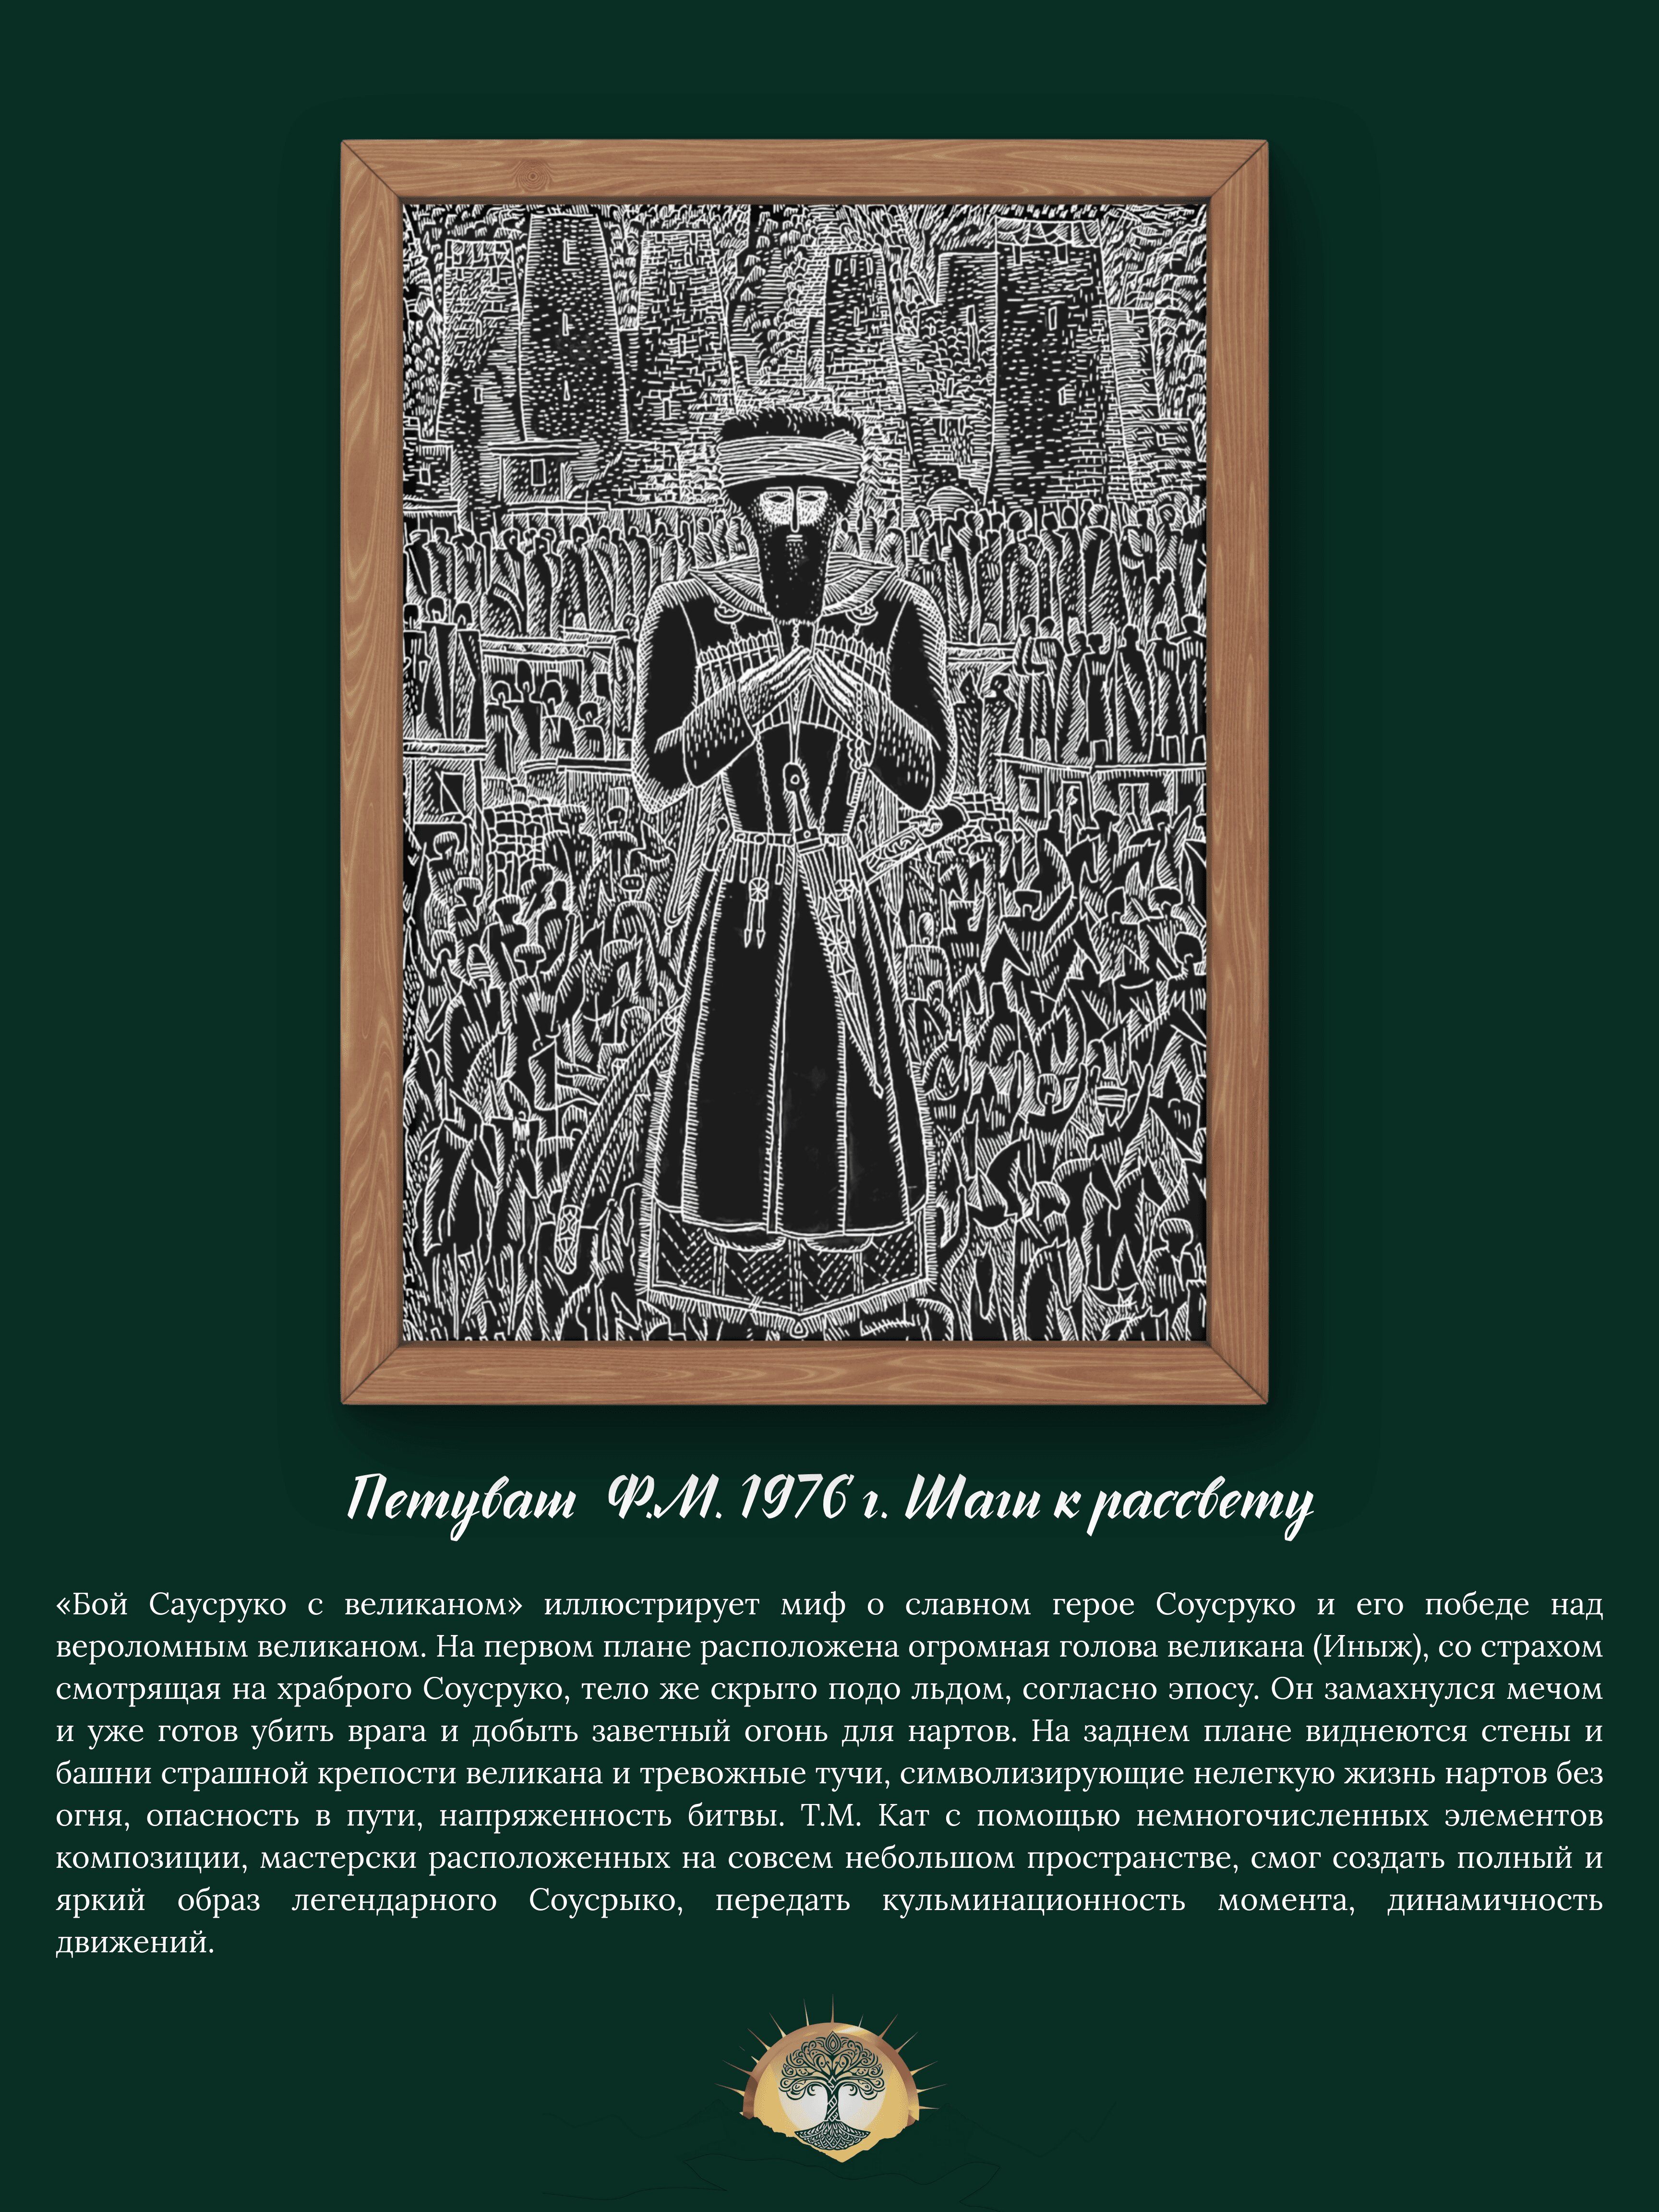 Петуваш Ф.М. 1976 г. Шаги к рассвету
«Бой Саусруко с великаном» иллюстрирует миф о славном герое Соусруко и его победе над
вероломным великаном. На первом плане расположена огромная голова великана (Иныж), со страхом
смотрящая на храброго Соусруко, тело же скрыто подо льдом, согласно эпосу. Он замахнулся мечом
и уже готов убить врага и добыть заветный огонь для нартов. На заднем плане виднеются стены и
башни страшной крепости великана и тревожные тучи, символизирующие нелегкую жизнь нартов без
огня, опасность в пути, напряженность битвы. Т.М. Кат с помощью немногочисленных элементов
композиции, мастерски расположенных на совсем небольшом пространстве, смог создать полный и
яркий образ легендарного Соусрыко, передать кульминационность момента, динамичность
движений.